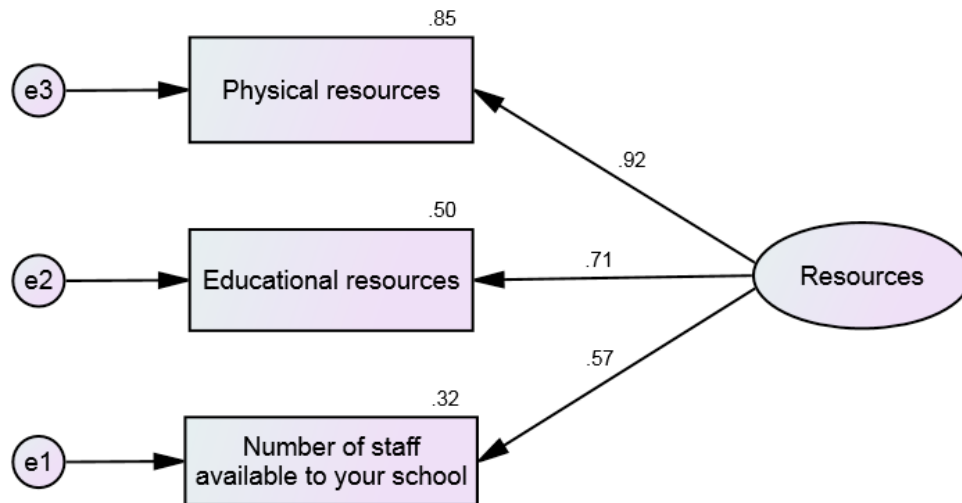 .85
e3
Physical resources
.92
.50
e2
Educational resources
.71
Resources
.57
.32
e1
Number of staff
available to your school